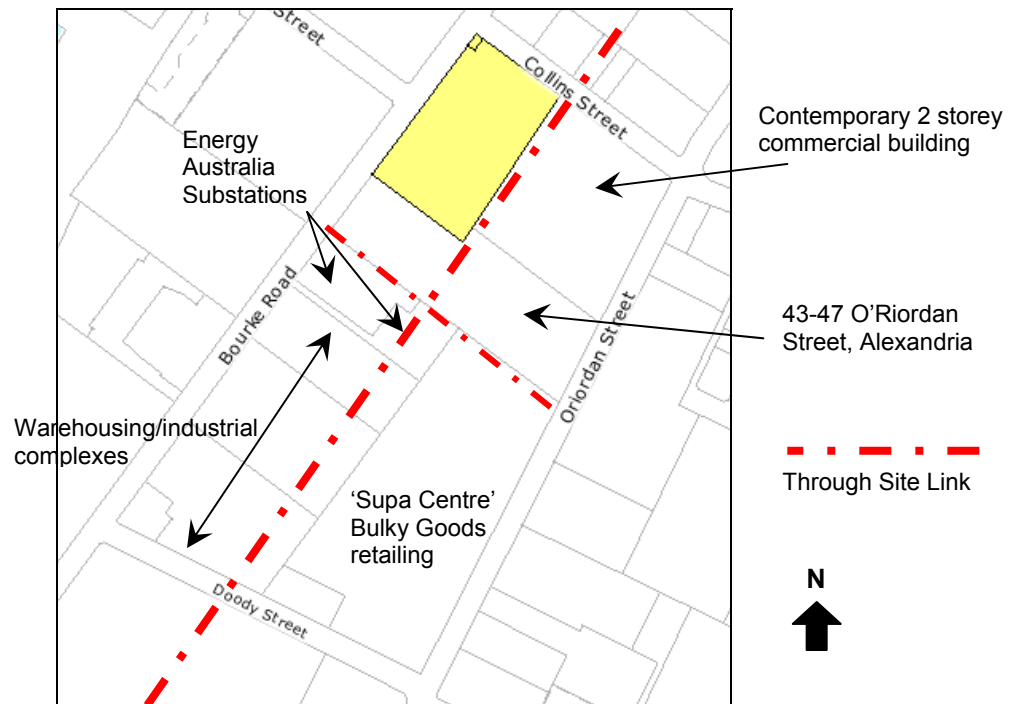 Street
Collins Street
Contemporary 2 storey
commercial building
Energy
Australia
Substations
Bourke Road
43-47 O’Riordan
Street, Alexandria
Oriordan Street
Warehousing/industrial
complexes
Through Site Link
‘Supa Centre’
Bulky Goods
retailing
N
Doody Street